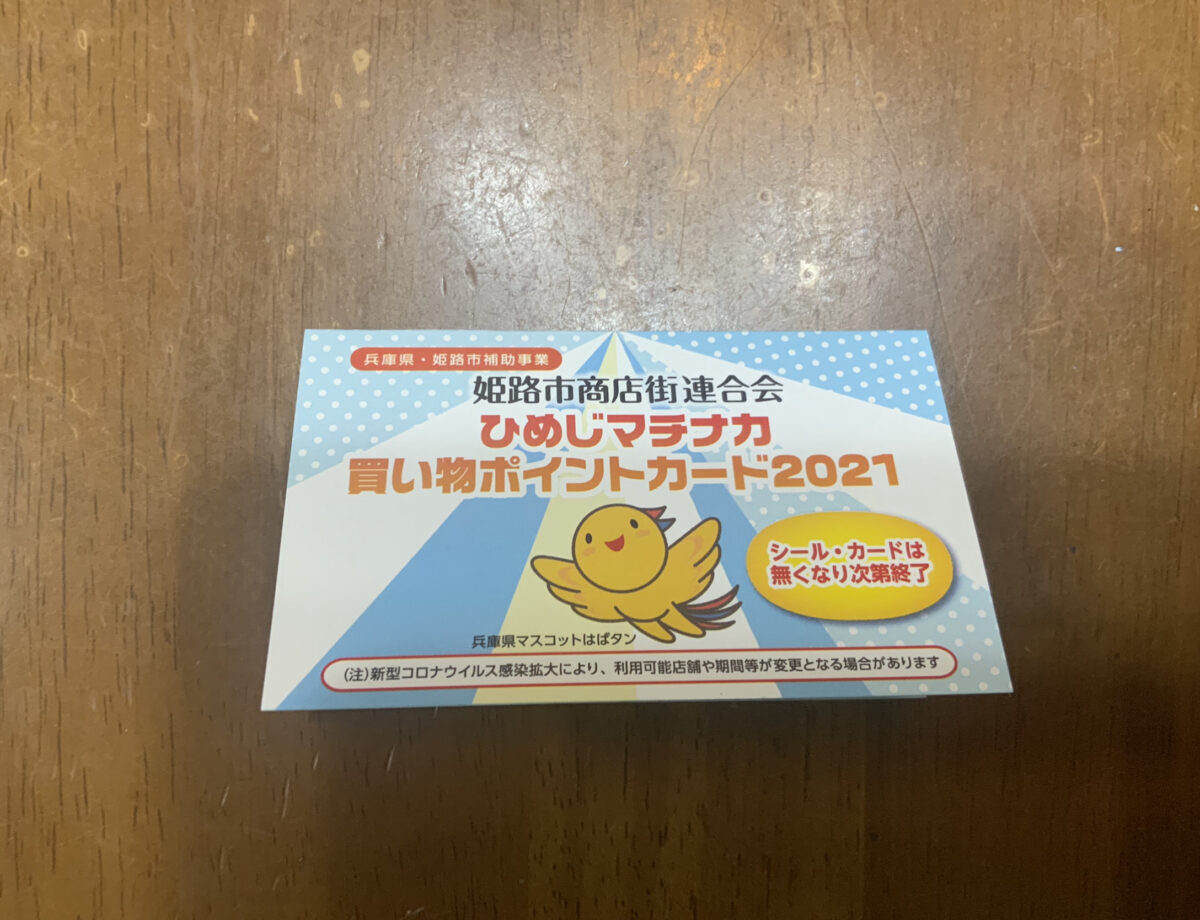 兵庫県・姫路市補助事業
姫路市商店街連合会
ひめじマチナカ
買い物ポイントカード2021
シール・カードは
無くなり次第終了
兵庫県マスコットはばタン
(注)新型コロナウイルス感染拡大により、利用可能店舗や期間等が変更となる場合があります